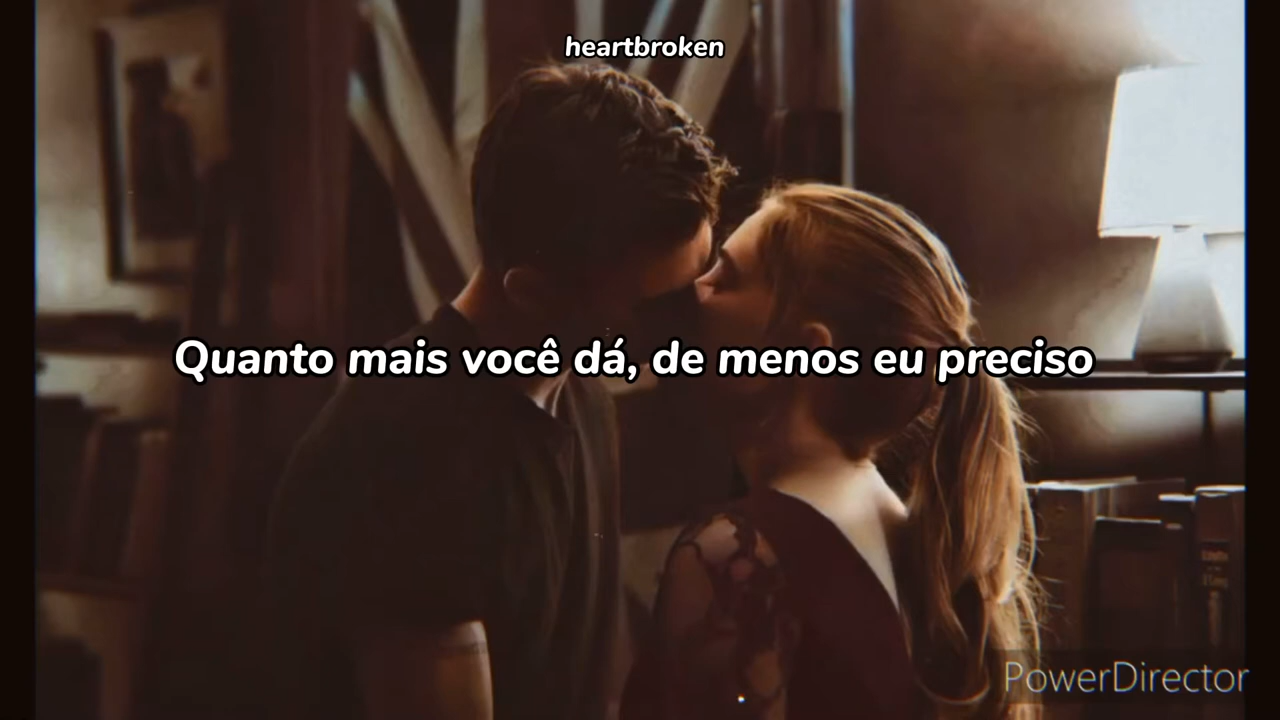 heartbroken
Quanto mais você dá, de menos eu preciso
PowerDirector